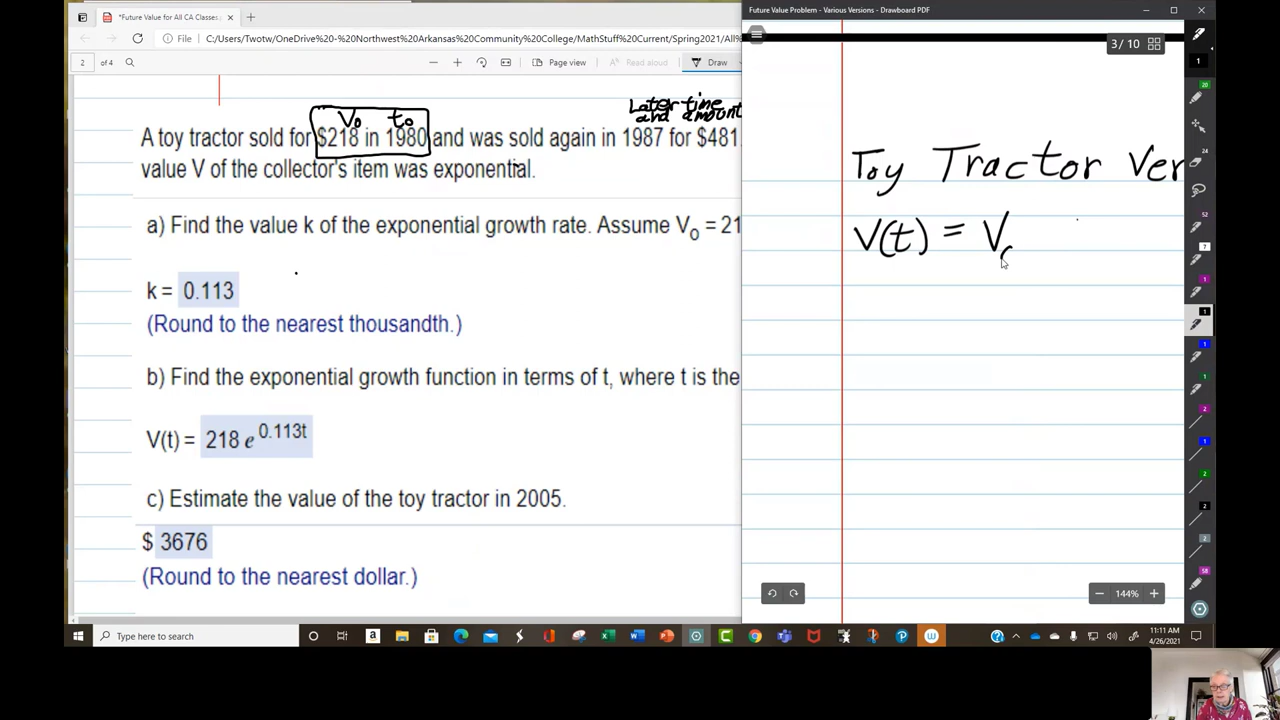 *Future Value for All CA Classes.
Future Value Problem - Various Versions - Drawboard PDF
File
C:/Users/Twotw/OneDrive%20-%20Northwest%20Arkansas%20Community%20College/MathStuff%20Current/Spring2021/All%
3 / 10
1
2
of 4
Page view
Read aloud
Draw
Later time
and amount
V0 t0
A toy tractor sold for $218 in 1980 and was sold again in 1987 for $481.
value V of the collector's item was exponential.
Toy Tractor Ver
a) Find the value k of the exponential growth rate. Assume V0 = 21
V(t) = V
k = 0.113
(Round to the nearest thousandth.)
b) Find the exponential growth function in terms of t, where t is the
V(t) = 218 e 0.113t
c) Estimate the value of the toy tractor in 2005.
$ 3676
(Round to the nearest dollar.)
144%
Type here to search
11:11 AM
4/26/2021